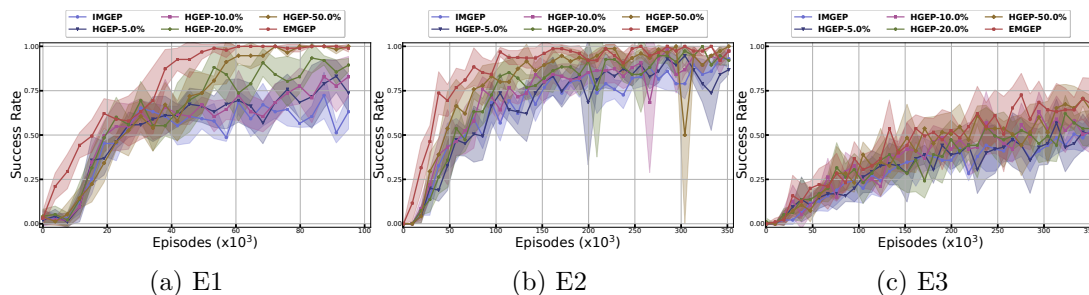 IMGEP HGEP-10.0% HGEP-50.0%
HGEP-5.0% HGEP-20.0% EMGEP
1.00
0.75
0.50
0.25
0.00
Success Rate
0 20 40 60 80 100
Episodes (x10³)
(a) E1
IMGEP HGEP-10.0% HGEP-50.0%
HGEP-5.0% HGEP-20.0% EMGEP
1.00
0.75
0.50
0.25
0.00
Success Rate
0 50 100 150 200 250 300 350
Episodes (x10³)
(b) E2
IMGEP HGEP-10.0% HGEP-50.0%
HGEP-5.0% HGEP-20.0% EMGEP
1.00
0.75
0.50
0.25
0.00
Success Rate
0 50 100 150 200 250 300 35
Episodes (x10³)
(c) E3